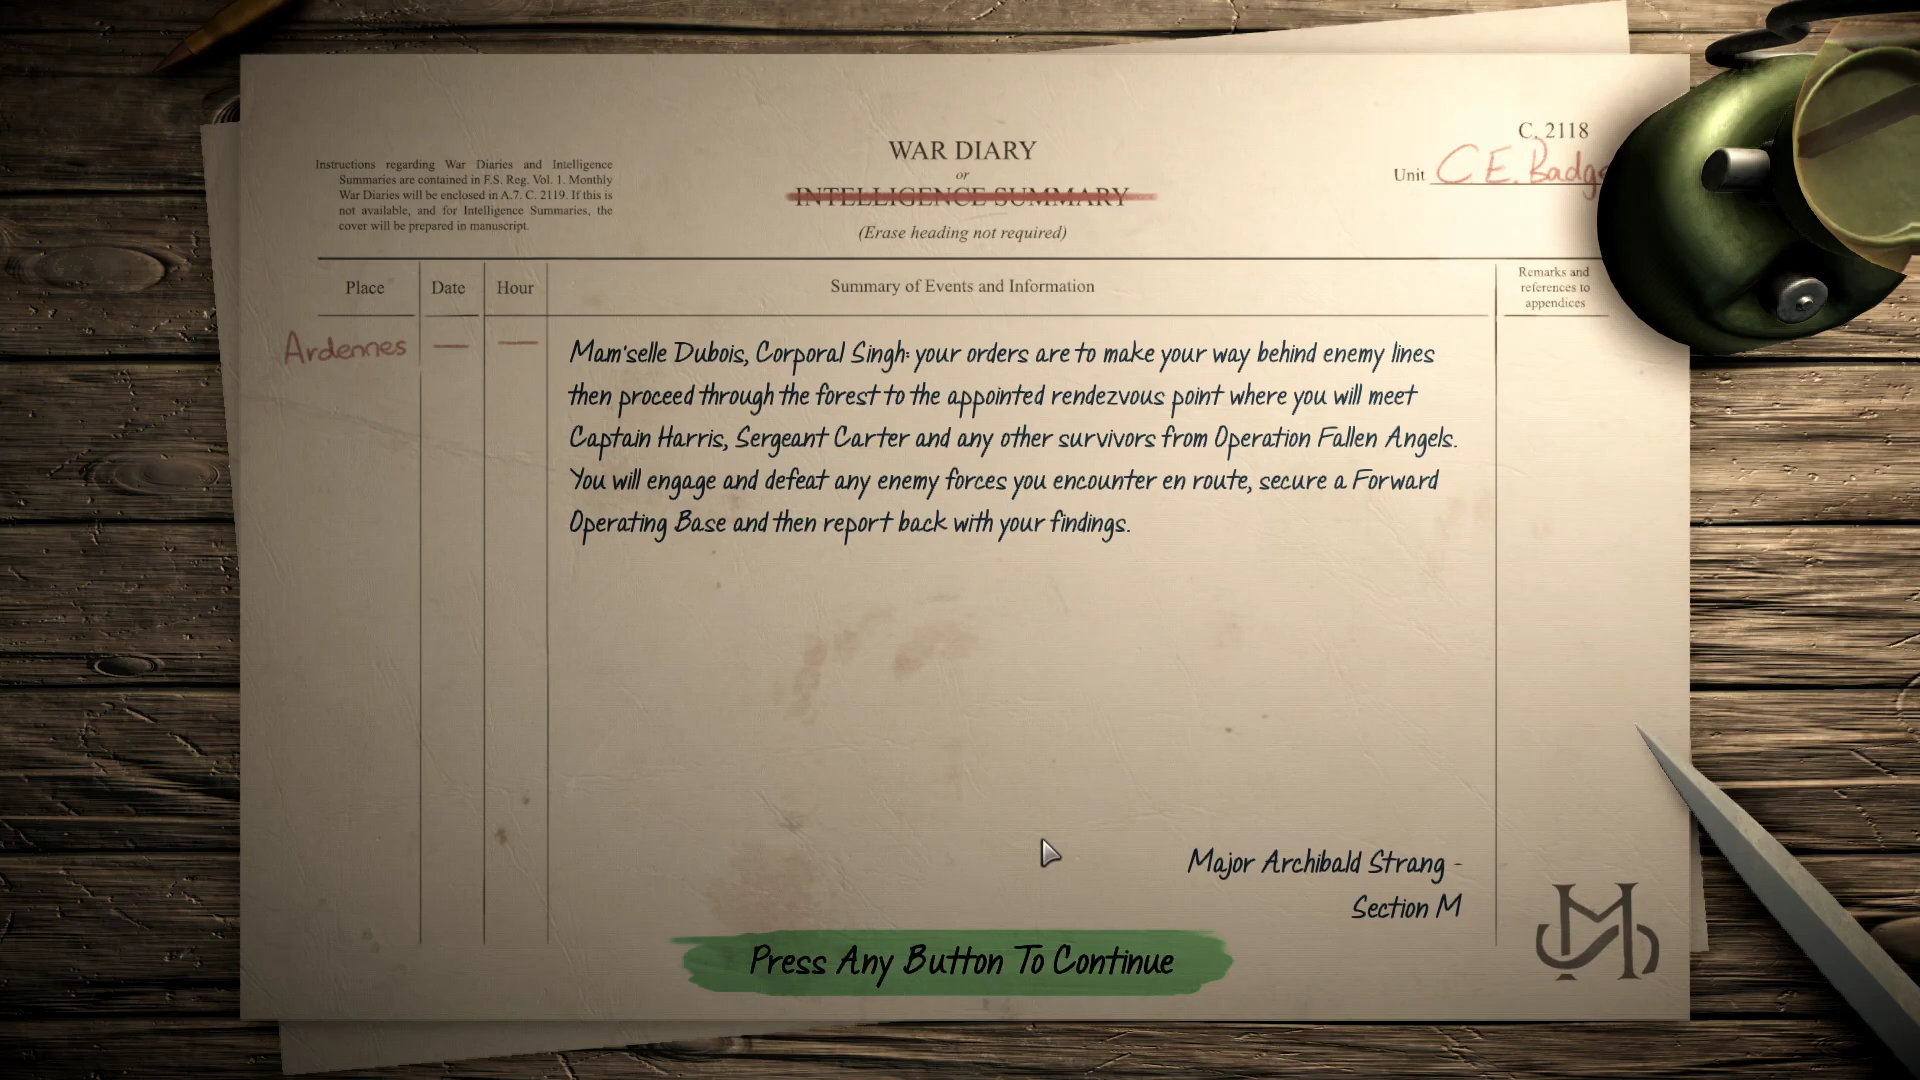 C. 2118
Unit C.E.
WAR DIARY
or
INTELLIGENCE SUMMARY
(Erase heading not required)
Instructions regarding War Diaries and Intelligence
Summaries are contained in F.S. Reg. Vol. 1. Monthly
War Diaries will be enclosed in A.7. C. 2119. If this is
not available, and for Intelligence Summaries, the
cover will be prepared in manuscript.
Place
Date
Hour
Summary of Events and Information
Remarks and
references to
appendices
Ardennes
—
—
Mam'selle Dubois, Corporal Singh: your orders are to make your way behind enemy lines
then proceed through the forest to the appointed rendezvous point where you will meet
Captain Harris, Sergeant Carter and any other survivors from Operation Fallen Angels.
You will engage and defeat any enemy forces you encounter en route, secure a Forward
Operating Base and then report back with your findings.
Major Archibald Strang -
Section M
Press Any Button To Continue